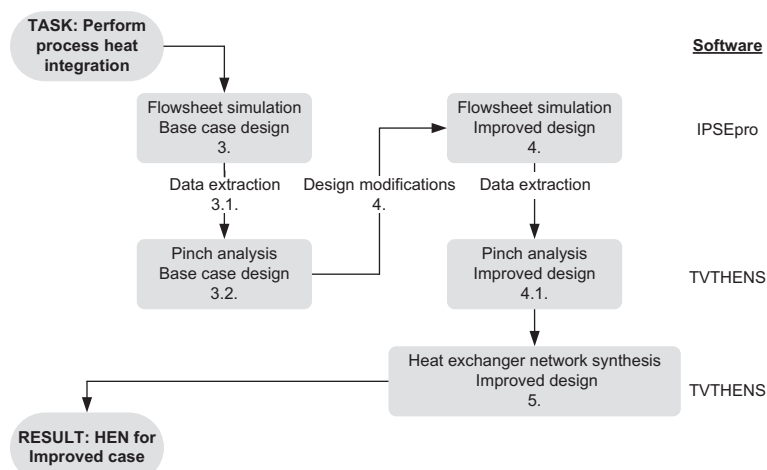 TASK: Perform
process heat
integration
Software
Flowsheet simulation
Base case design
3.
Flowsheet simulation
Improved design
4.
IPSEpro
Data extraction
3.1.
Design modifications
4.
Data extraction
Pinch analysis
Base case design
3.2.
Pinch analysis
Improved design
4.1.
TVTHENS
Heat exchanger network synthesis
Improved design
5.
TVTHENS
RESULT: HEN for
Improved case